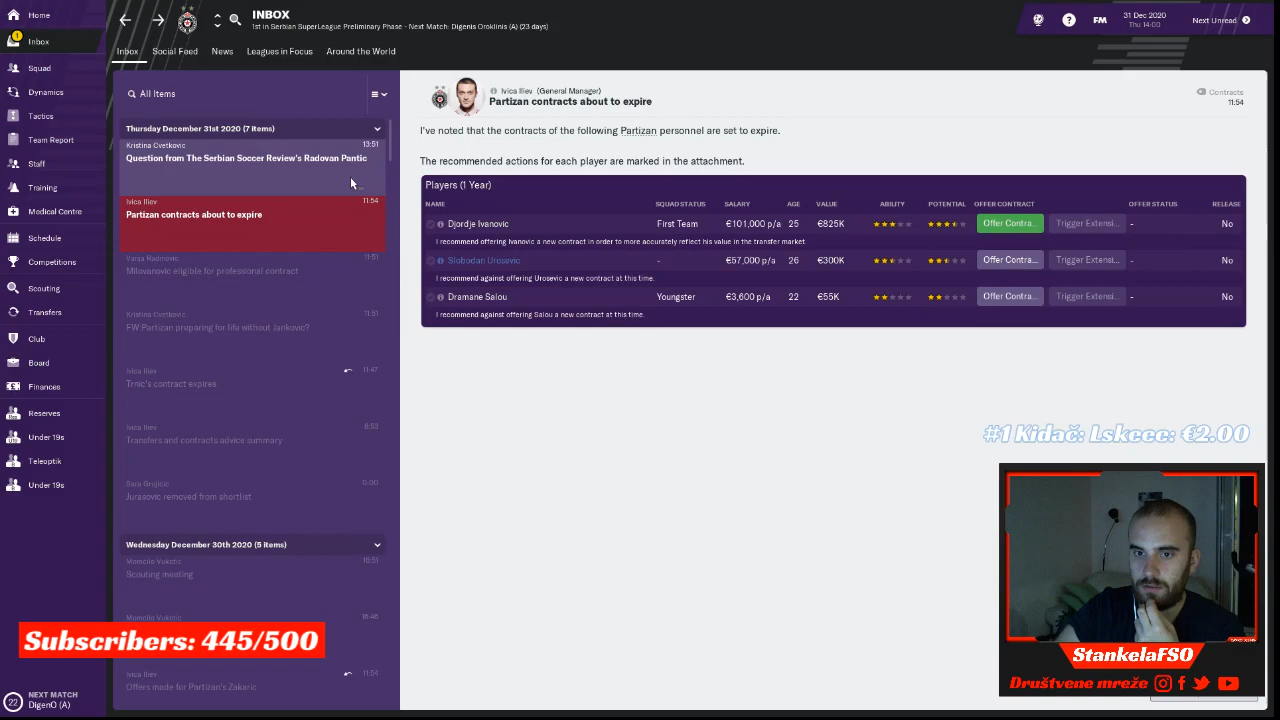 Home
Inbox
1
Squad
Dynamics
Tactics
Team Report
Staff
Training
Medical Centre
Schedule
Competitions
Scouting
Transfers
Club
Board
Finances
Reserves
Under 19s
Teleoptik
Under 19s
22
NEXT MATCH
DigenO (A)
INBOX
1st in Serbian SuperLeague Preliminary Phase - Next Match: Digenis Oroklinis (A) (23 days)
FM
31 Dec 2020
Thu 14:00
Next Unread
Inbox
Social Feed
News
Leagues in Focus
Around the World
All Items
Thursday December 31st 2020 (7 items)
Kristina Cvetkovic 13:51
Question from The Serbian Soccer Review's Radovan Pantic
Ivica Iliev 11:54
Partizan contracts about to expire
Vanja Radinovic 11:51
Milovanovic eligible for professional contract
Kristina Cvetkovic 11:51
FW Partizan preparing for life without Jankovic?
Ivica Iliev 11:47
Trnic's contract expires
Ivica Iliev 8:53
Transfers and contracts advice summary
Sara Grujicic 0:00
Jurasovic removed from shortlist
Wednesday December 30th 2020 (5 items)
Momcilo Vukotic 18:51
Scouting meeting
Momcilo Vukotic 16:46
Ivica Iliev 11:54
Offers made for Partizan's Zakaric
Ivica Iliev (General Manager)
Partizan contracts about to expire
Contracts
11:54
I've noted that the contracts of the following Partizan personnel are set to expire.
The recommended actions for each player are marked in the attachment.
Players (1 Year)
NAME SQUAD STATUS SALARY AGE VALUE ABILITY POTENTIAL OFFER CONTRACT OFFER STATUS RELEASE
Djordje Ivanovic First Team €101,000 p/a 25 €825K Offer Contra... Trigger Extensi... - No
I recommend offering Ivanovic a new contract in order to more accurately reflect his value in the transfer market.
Slobodan Urosevic - €57,000 p/a 26 €300K Offer Contra... Trigger Extensi... - No
I recommend against offering Urosevic a new contract at this time.
Dramane Salou Youngster €3,600 p/a 22 €55K Offer Contra... Trigger Extensi... - No
I recommend against offering Salou a new contract at this time.
#1 Kidač: Lskeee: €2.00
Subscribers: 445/500
StankelaFSO
Društvene mreže